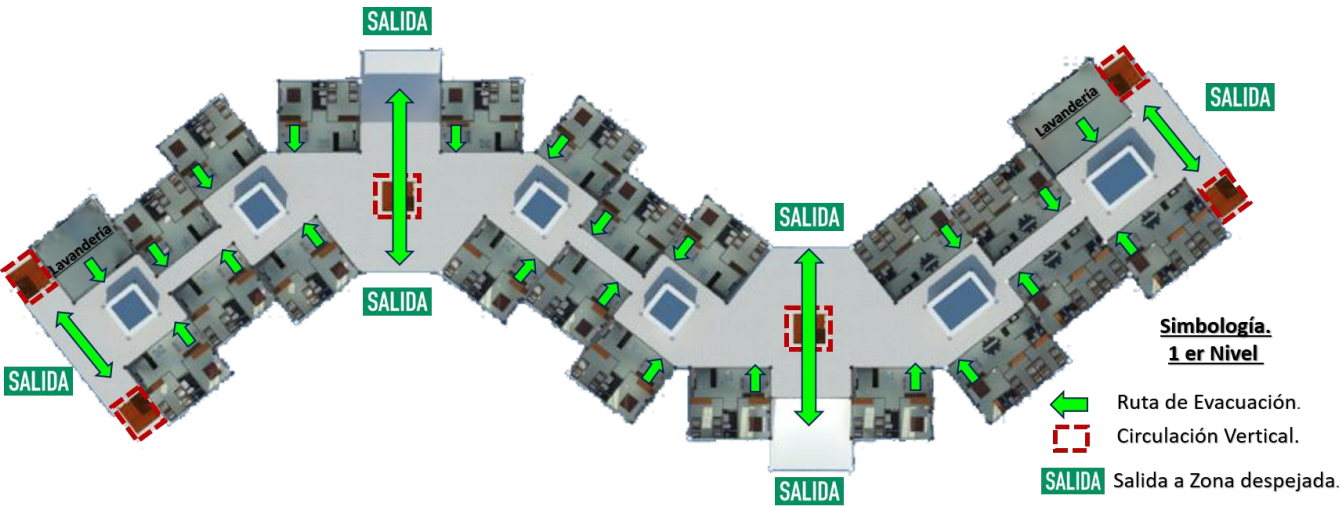 SALIDA
SALIDA
Lavandería
SALIDA
Lavandería
SALIDA
SALIDA
Simbología.
1 er Nivel
SALIDA
Ruta de Evacuación.
Circulación Vertical.
SALIDA Salida a Zona despejada.
SALIDA